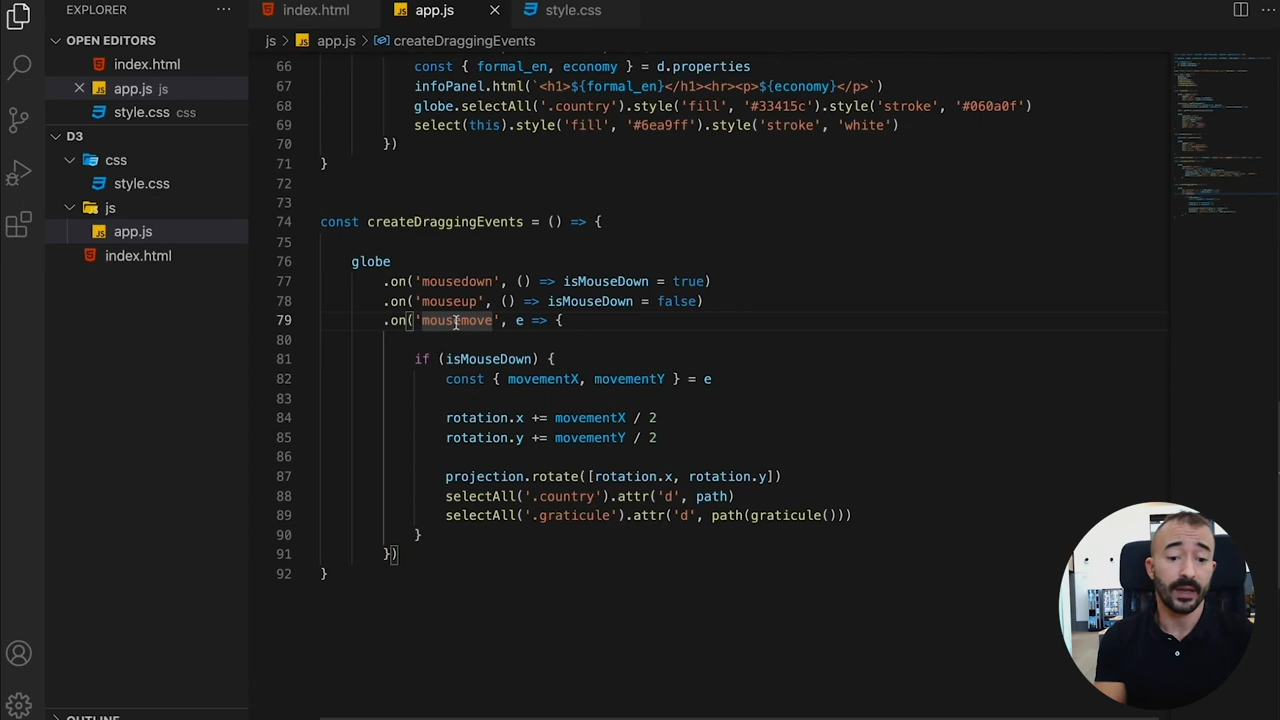 EXPLORER
...
OPEN EDITORS
index.html
app.js js
style.css css
D3
css
style.css
js
app.js
index.html
index.html
app.js
style.css
...
js > app.js > createDraggingEvents
66 const { formal_en, economy } = d.properties
67 infoPanel.html(`<h1>${formal_en}</h1><hr><p>${economy}</p>`)
68 globe.selectAll('.country').style('fill', '#33415c').style('stroke', '#060a0f')
69 select(this).style('fill', '#6ea9ff').style('stroke', 'white')
70 })
71 }
72
73
74 const createDraggingEvents = () => {
75
76 globe
77 .on('mousedown', () => isMouseDown = true)
78 .on('mouseup', () => isMouseDown = false)
79 .on('mousemove', e => {
80
81 if (isMouseDown) {
82 const { movementX, movementY } = e
83
84 rotation.x += movementX / 2
85 rotation.y += movementY / 2
86
87 projection.rotate([rotation.x, rotation.y])
88 selectAll('.country').attr('d', path)
89 selectAll('.graticule').attr('d', path(graticule()))
90 }
91 })
92 }